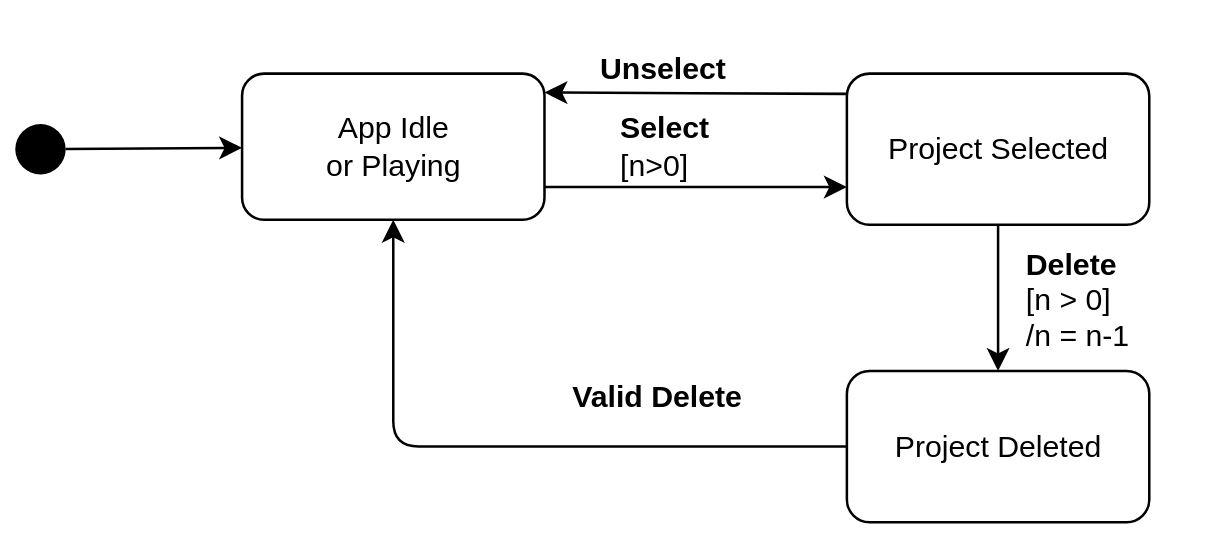 Unselect
App Idle
or Playing
Select
[n>0]
Project Selected
Delete
[n > 0]
/n = n-1
Valid Delete
Project Deleted